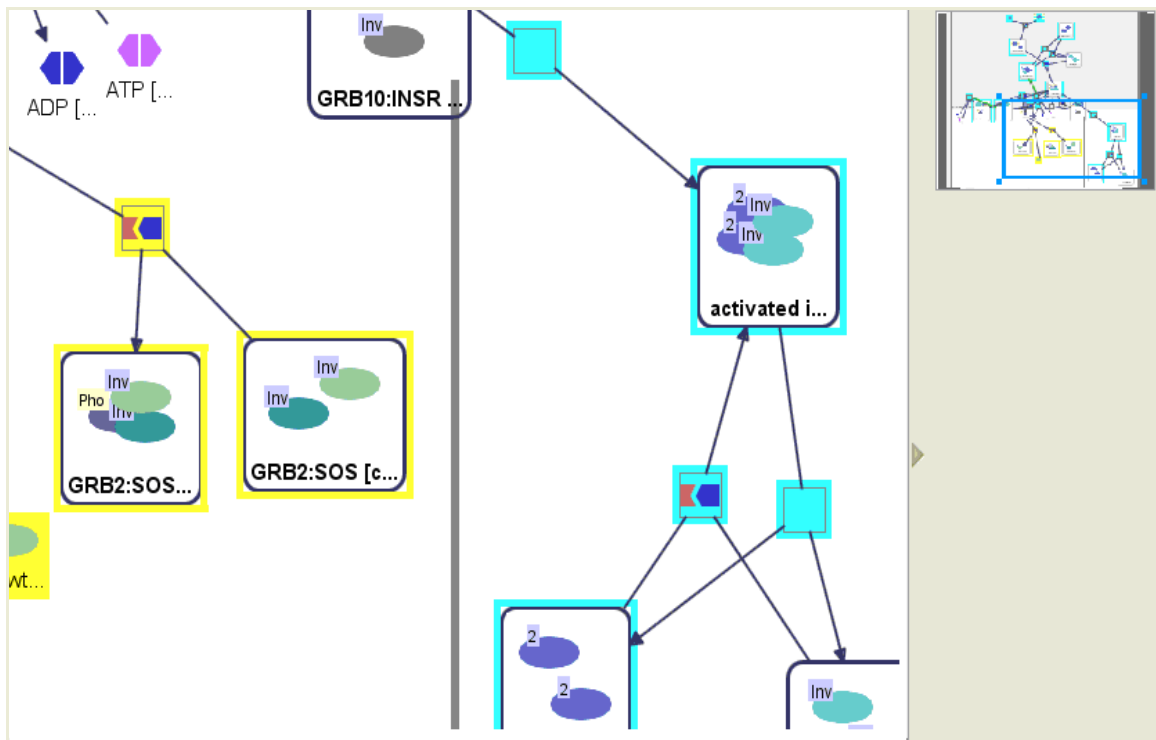 Inv
GRB10:INSR ...
ADP [...
ATP [...
2
Inv
2
Inv
activated i...
Inv
Pho
Inv
GRB2:SOS...
Inv
Inv
GRB2:SOS [c...
wt...
2
2
Inv